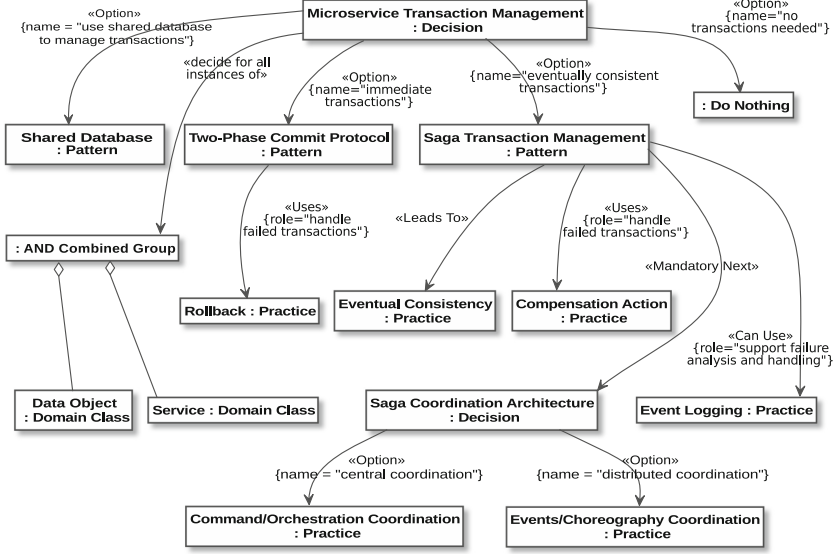 «Option»
{name = "use shared database
to manage transactions"}
Microservice Transaction Management
: Decision
«Option»
{name="no
transactions needed"}
«decide for all
instances of»
«Option»
{name="immediate
transactions"}
«Option»
{name="eventually consistent
transactions"}
: Do Nothing
Shared Database
: Pattern
Two-Phase Commit Protocol
: Pattern
Saga Transaction Management
: Pattern
«Uses»
{role="handle
failed transactions"}
«Leads To»
«Uses»
{role="handle
failed transactions"}
: AND Combined Group
«Mandatory Next»
Rollback : Practice
Eventual Consistency
: Practice
Compensation Action
: Practice
«Can Use»
{role="support failure
analysis and handling"}
Data Object
: Domain Class
Service : Domain Class
Saga Coordination Architecture
: Decision
Event Logging : Practice
«Option»
{name = "central coordination"}
«Option»
{name = "distributed coordination"}
Command/Orchestration Coordination
: Practice
Events/Choreography Coordination
: Practice